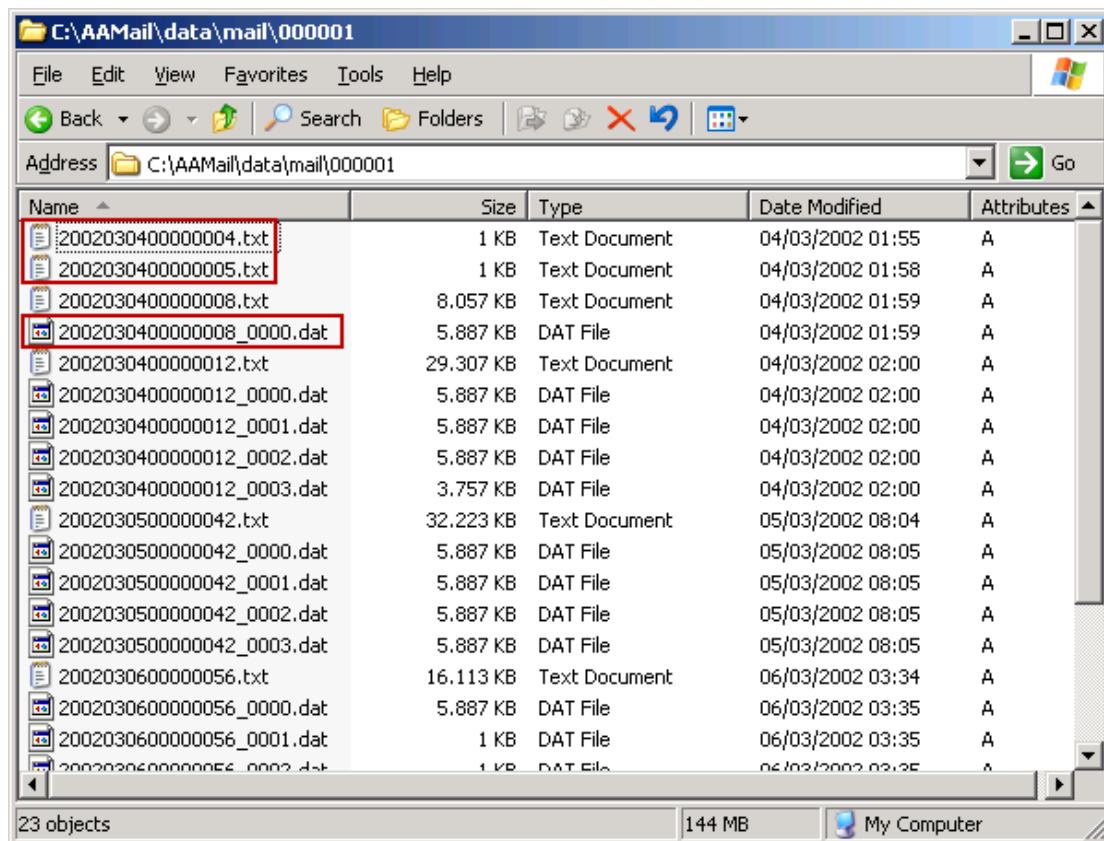 C:\AAMail\data\mail\000001
File Edit View Favorites Tools Help
Back Search Folders
Address C:\AAMail\data\mail\000001 Go
Name Size Type Date Modified Attributes
2002030400000004.txt 1 KB Text Document 04/03/2002 01:55 A
2002030400000005.txt 1 KB Text Document 04/03/2002 01:58 A
2002030400000008.txt 8.057 KB Text Document 04/03/2002 01:59 A
2002030400000008_0000.dat 5.887 KB DAT File 04/03/2002 01:59 A
2002030400000012.txt 29.307 KB Text Document 04/03/2002 02:00 A
2002030400000012_0000.dat 5.887 KB DAT File 04/03/2002 02:00 A
2002030400000012_0001.dat 5.887 KB DAT File 04/03/2002 02:00 A
2002030400000012_0002.dat 5.887 KB DAT File 04/03/2002 02:00 A
2002030400000012_0003.dat 3.757 KB DAT File 04/03/2002 02:00 A
2002030500000042.txt 32.223 KB Text Document 05/03/2002 08:04 A
2002030500000042_0000.dat 5.887 KB DAT File 05/03/2002 08:05 A
2002030500000042_0001.dat 5.887 KB DAT File 05/03/2002 08:05 A
2002030500000042_0002.dat 5.887 KB DAT File 05/03/2002 08:05 A
2002030500000042_0003.dat 5.887 KB DAT File 05/03/2002 08:05 A
2002030600000056.txt 16.113 KB Text Document 06/03/2002 03:34 A
2002030600000056_0000.dat 5.887 KB DAT File 06/03/2002 03:35 A
2002030600000056_0001.dat 1 KB DAT File 06/03/2002 03:35 A
2002030600000056_0002.dat 1 KB DAT File 06/03/2002 03:35 A
23 objects 144 MB My Computer